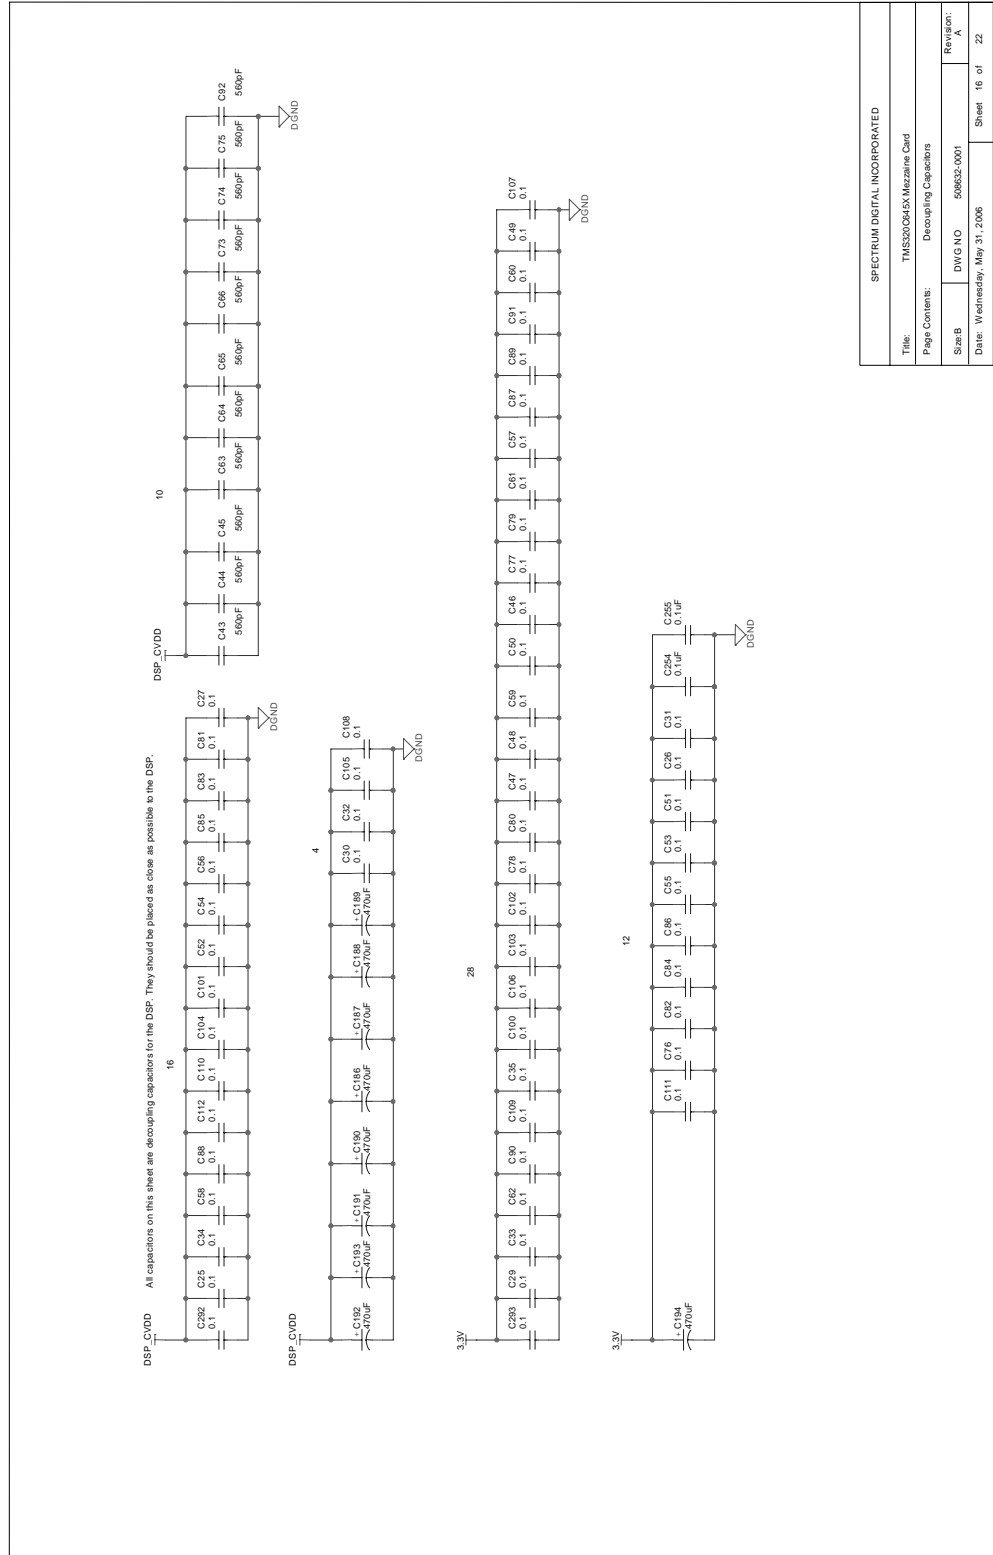 All capacitors on this sheet are decoupling capacitors for the DSP. They should be placed as close as possible to the DSP.
DSP_CVDD
16
C292 0.1
C25 0.1
C34 0.1
C58 0.1
C88 0.1
C112 0.1
C110 0.1
C104 0.1
C101 0.1
C52 0.1
C54 0.1
C56 0.1
C85 0.1
C83 0.1
C81 0.1
C27 0.1
DGND
DSP_CVDD
10
C43 560pF
C44 560pF
C45 560pF
C63 560pF
C64 560pF
C65 560pF
C66 560pF
C73 560pF
C74 560pF
C75 560pF
C92 560pF
DGND
DSP_CVDD
4
+ C192 470uF
+ C193 470uF
+ C191 470uF
+ C190 470uF
+ C186 470uF
+ C187 470uF
+ C188 470uF
+ C189 470uF
C30 0.1
C32 0.1
C105 0.1
C108 0.1
DGND
3.3V
28
C293 0.1
C29 0.1
C33 0.1
C62 0.1
C90 0.1
C109 0.1
C35 0.1
C100 0.1
C106 0.1
C103 0.1
C102 0.1
C78 0.1
C80 0.1
C47 0.1
C48 0.1
C59 0.1
C50 0.1
C46 0.1
C77 0.1
C79 0.1
C61 0.1
C57 0.1
C87 0.1
C89 0.1
C91 0.1
C60 0.1
C49 0.1
C107 0.1
DGND
3.3V
12
+ C194 470uF
C111 0.1
C76 0.1
C82 0.1
C84 0.1
C86 0.1
C55 0.1
C53 0.1
C51 0.1
C26 0.1
C31 0.1
C254 0.1uF
C255 0.1uF
DGND
SPECTRUM DIGITAL INCORPORATED
Title: TMS320C645X Mezzaine Card
Page Contents: Decoupling Capacitors
Size:B DWG NO 508632-0001 Revision: A
Date: Wednesday, May 31, 2006 Sheet 16 of 22